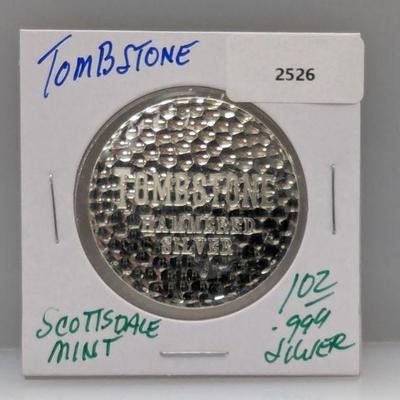 TOMBSTONE
2526
TOMBSTONE
HAMMERED
SILVER
SCOTTSDALE
MINT
1OZ
.999
SILVER